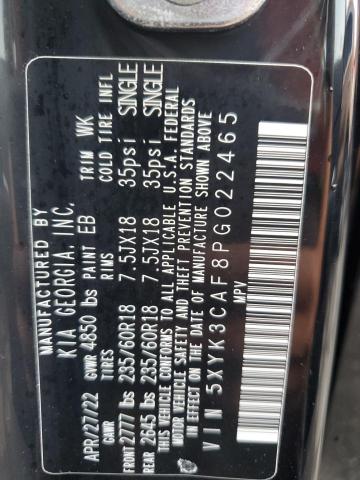 MANUFACTURED BY
KIA GEORGIA, INC.
APR/27/22 GVWR 4850 lbs PAINT EB TRIM WK
GAWR TIRES RIMS COLD TIRE INFL
FRONT 2777 lbs 235/60R18 7.5JX18 35psi SINGLE
REAR 2645 lbs 235/60R18 7.5JX18 35psi SINGLE
THIS VEHICLE CONFORMS TO ALL APPLICABLE U.S.A. FEDERAL
MOTOR VEHICLE SAFETY AND THEFT PREVENTION STANDARDS
IN EFFECT ON THE DATE OF MANUFACTURE SHOWN ABOVE
VIN 5XYK3CAF8PG022465
MPV